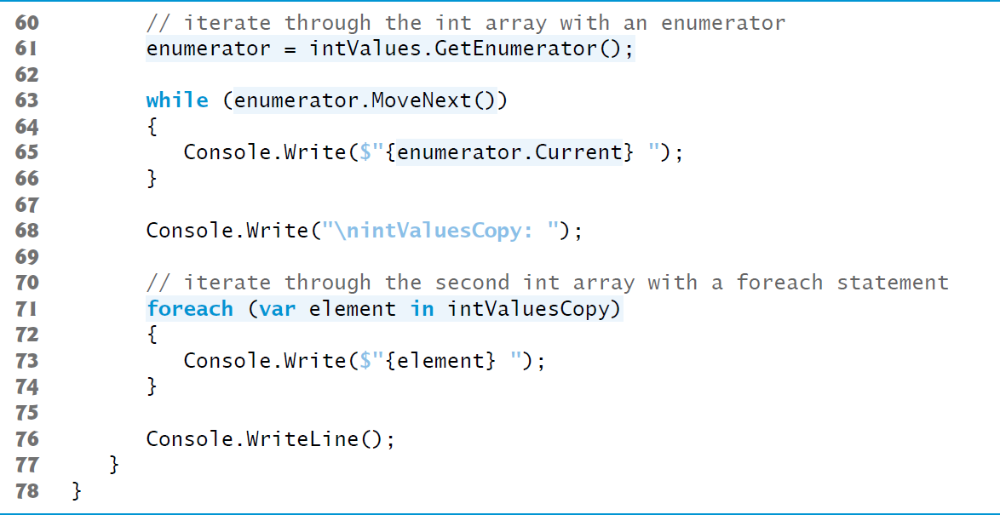 60 // iterate through the int array with an enumerator
61 enumerator = intValues.GetEnumerator();
62
63 while (enumerator.MoveNext())
64 {
65 Console.Write($"{enumerator.Current} ");
66 }
67
68 Console.Write("\nintValuesCopy: ");
69
70 // iterate through the second int array with a foreach statement
71 foreach (var element in intValuesCopy)
72 {
73 Console.Write($"{element} ");
74 }
75
76 Console.WriteLine();
77 }
78 }